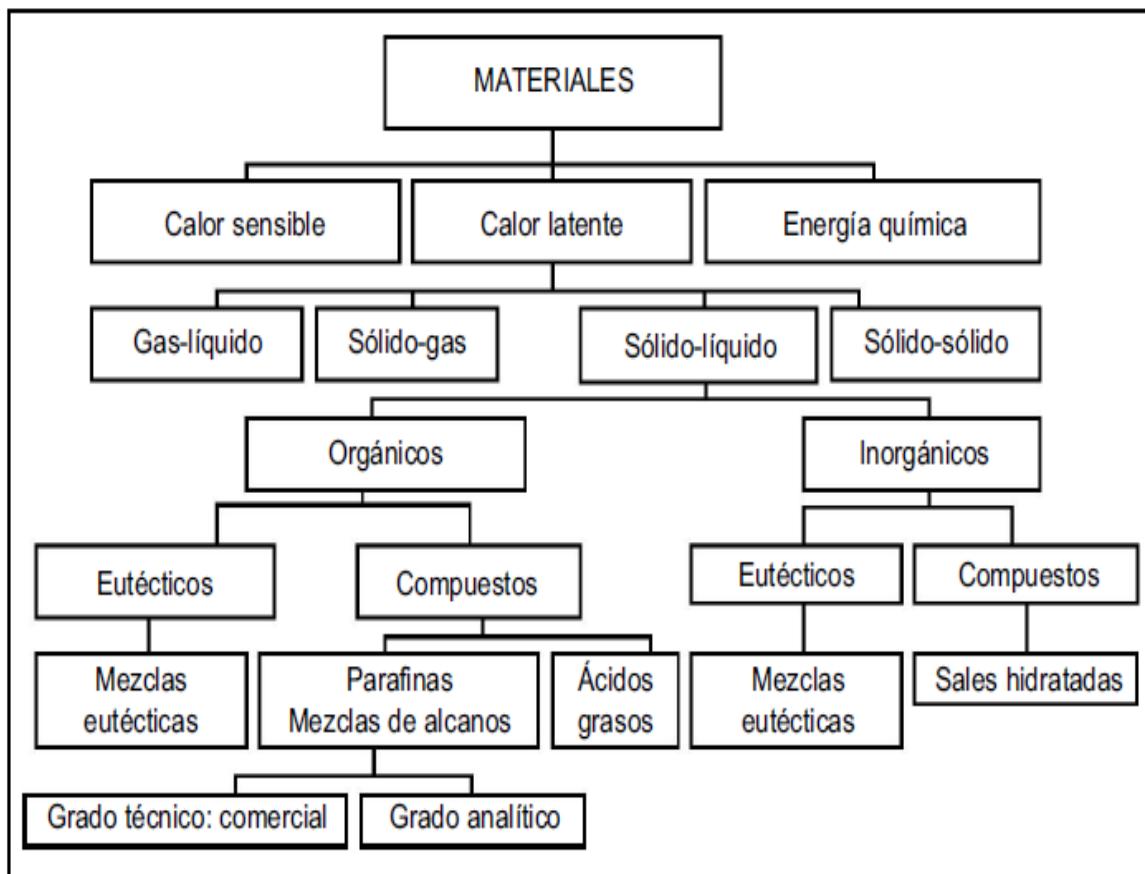 MATERIALES
Calor sensible
Calor latente
Energía química
Gas-líquido
Sólido-gas
Sólido-líquido
Sólido-sólido
Orgánicos
Inorgánicos
Eutécticos
Compuestos
Eutécticos
Compuestos
Mezclas
eutécticas
Parafinas
Mezclas de alcanos
Ácidos
grasos
Mezclas
eutécticas
Sales hidratadas
Grado técnico: comercial
Grado analítico